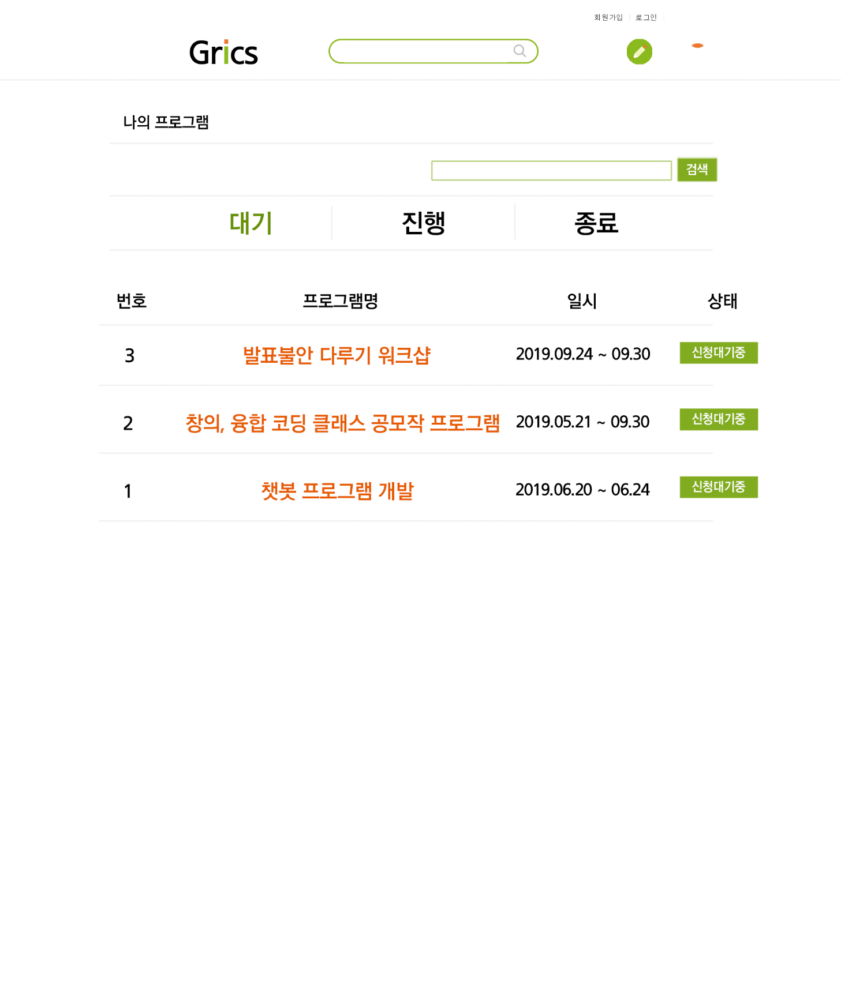 회원가입 로그인
Grics
나의 프로그램
검색
대기 진행 종료
번호 프로그램명 일시 상태
3 발표불안 다루기 워크샵 2019.09.24 ~ 09.30 신청대기중
2 창의, 융합 코딩 클래스 공모작 프로그램 2019.05.21 ~ 09.30 신청대기중
1 챗봇 프로그램 개발 2019.06.20 ~ 06.24 신청대기중